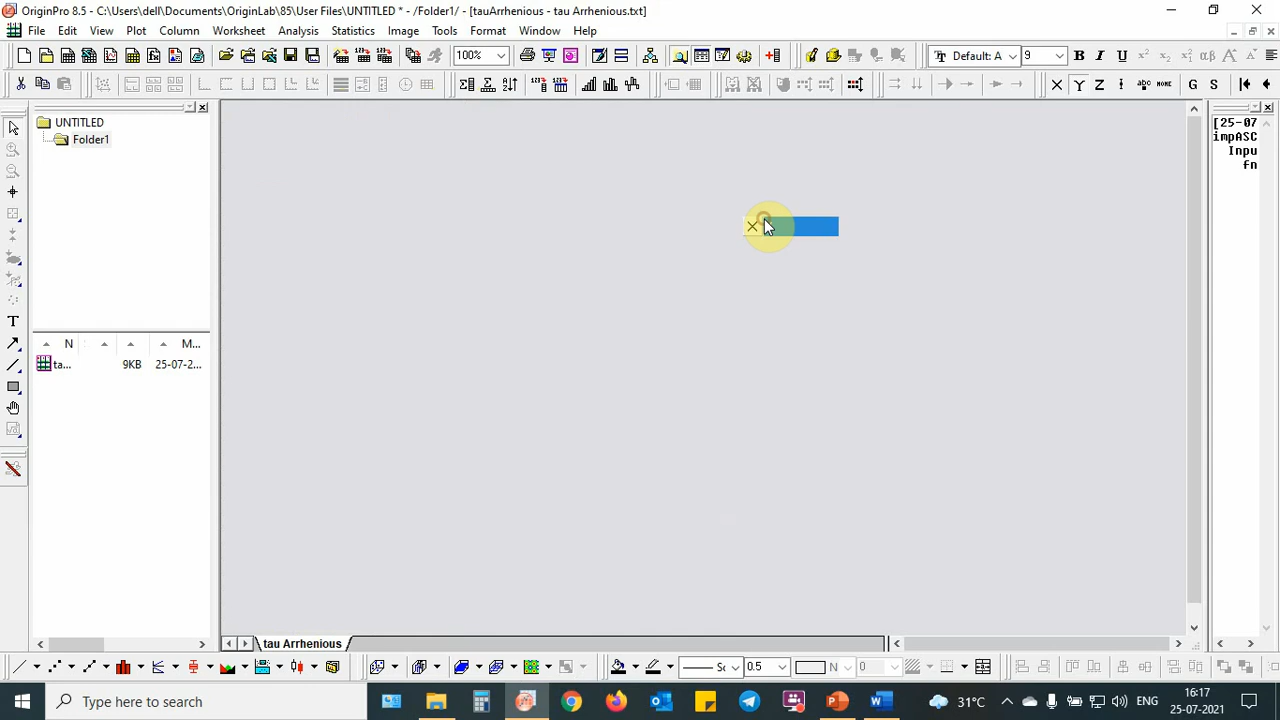 OriginPro 8.5 - C:\Users\dell\Documents\OriginLab\85\User Files\UNTITLED * - /Folder1/ - [tauArrhenious - tau Arrhenious.txt]
File Edit View Plot Column Worksheet Analysis Statistics Image Tools Format Window Help
100% Default: A 9
UNTITLED
Folder1
[25-07
impASC
Inpu
fn
N M...
ta... 9KB 25-07-2...
tau Arrhenious
0.5 N 0
Type here to search
31°C ENG 16:17
25-07-2021